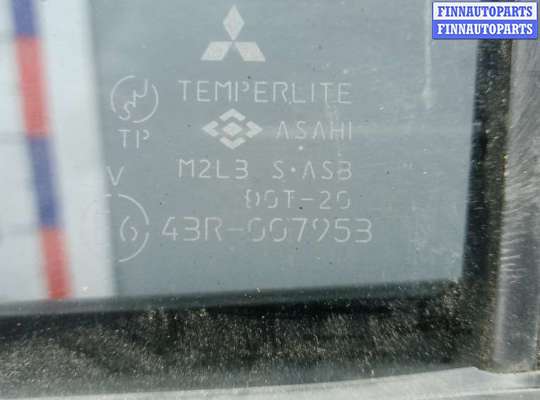 FINNAUTOPARTS
FINNAUTOPARTS
TEMPERLITE
TP
ASAHI
V
M2L3 S·ASB
DOT-20
43R-007953